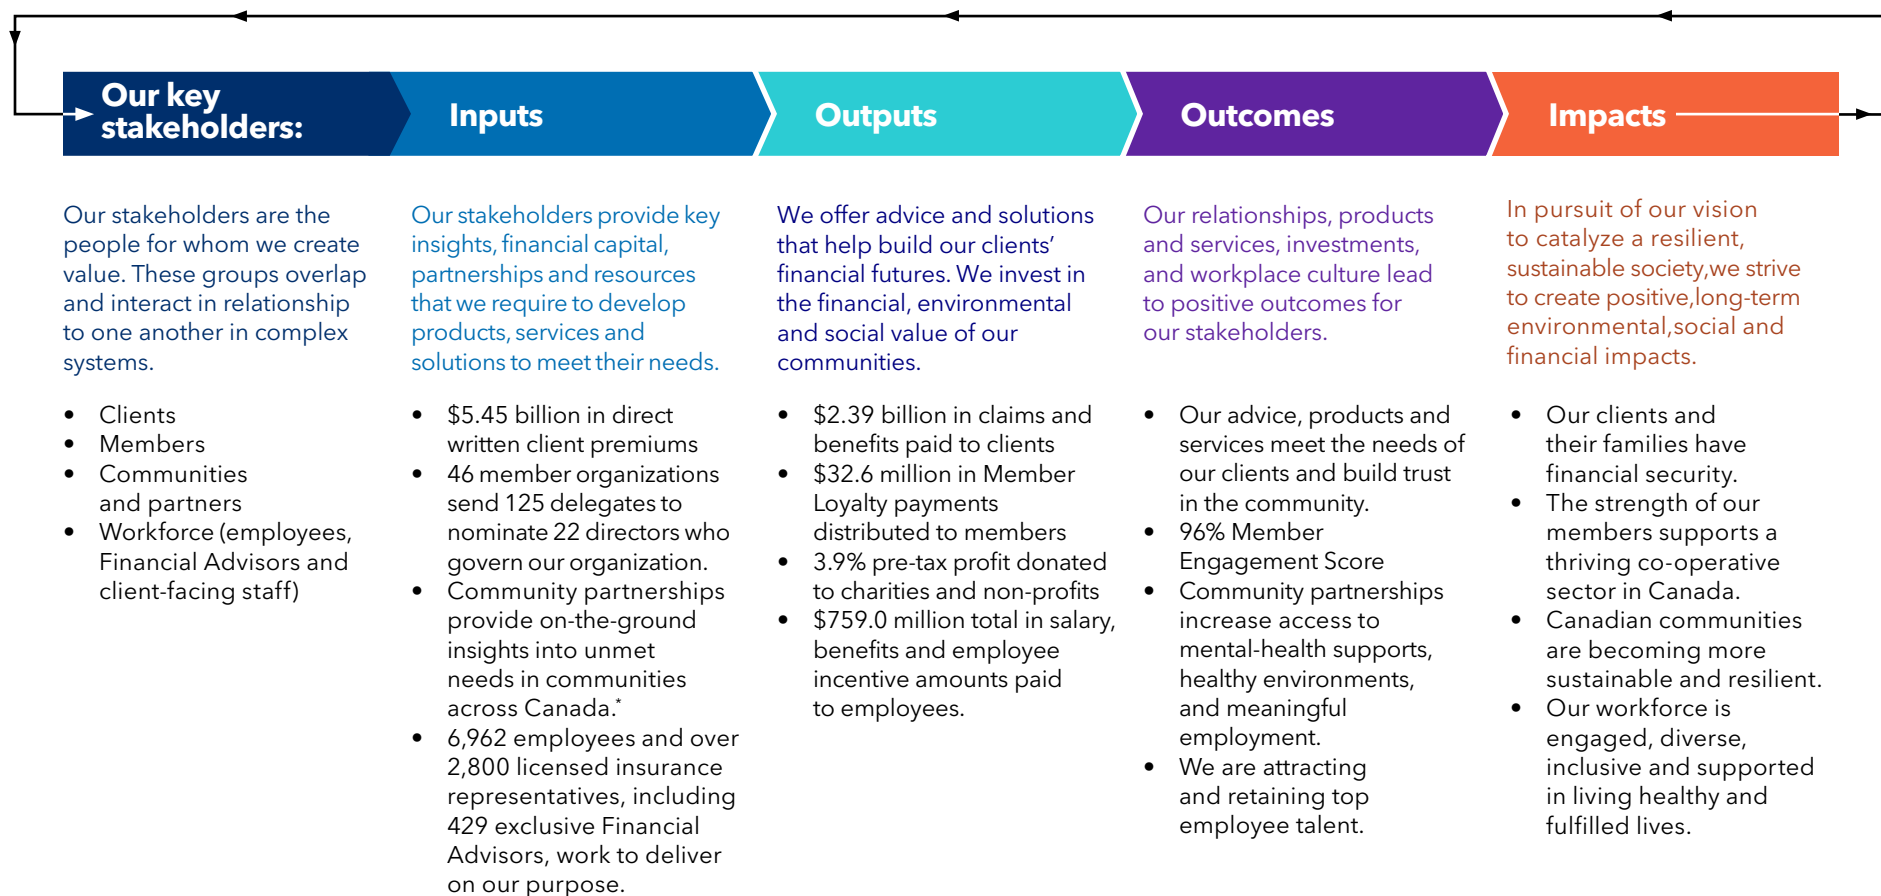 Our key
stakeholders:
Inputs
Outputs
Outcomes
Impacts
Our stakeholders are the
people for whom we create
value. These groups overlap
and interact in relationship
to one another in complex
systems.
• Clients
• Members
• Communities
and partners
• Workforce (employees,
Financial Advisors and
client-facing staff)
Our stakeholders provide key
insights, financial capital,
partnerships and resources
that we require to develop
products, services and
solutions to meet their needs.
• $5.45 billion in direct
written client premiums
• 46 member organizations
send 125 delegates to
nominate 22 directors who
govern our organization.
• Community partnerships
provide on-the-ground
insights into unmet
needs in communities
across Canada.*
• 6,962 employees and over
2,800 licensed insurance
representatives, including
429 exclusive Financial
Advisors, work to deliver
on our purpose.
We offer advice and solutions
that help build our clients’
financial futures. We invest in
the financial, environmental
and social value of our
communities.
• $2.39 billion in claims and
benefits paid to clients
• $32.6 million in Member
Loyalty payments
distributed to members
• 3.9% pre-tax profit donated
to charities and non-profits
• $759.0 million total in salary,
benefits and employee
incentive amounts paid
to employees.
Our relationships, products
and services, investments,
and workplace culture lead
to positive outcomes for
our stakeholders.
• Our advice, products and
services meet the needs of
our clients and build trust
in the community.
• 96% Member
Engagement Score
• Community partnerships
increase access to
mental-health supports,
healthy environments,
and meaningful
employment.
• We are attracting
and retaining top
employee talent.
In pursuit of our vision
to catalyze a resilient,
sustainable society,we strive
to create positive,long-term
environmental,social and
financial impacts.
• Our clients and
their families have
financial security.
• The strength of our
members supports a
thriving co-operative
sector in Canada.
• Canadian communities
are becoming more
sustainable and resilient.
• Our workforce is
engaged, diverse,
inclusive and supported
in living healthy and
fulfilled lives.